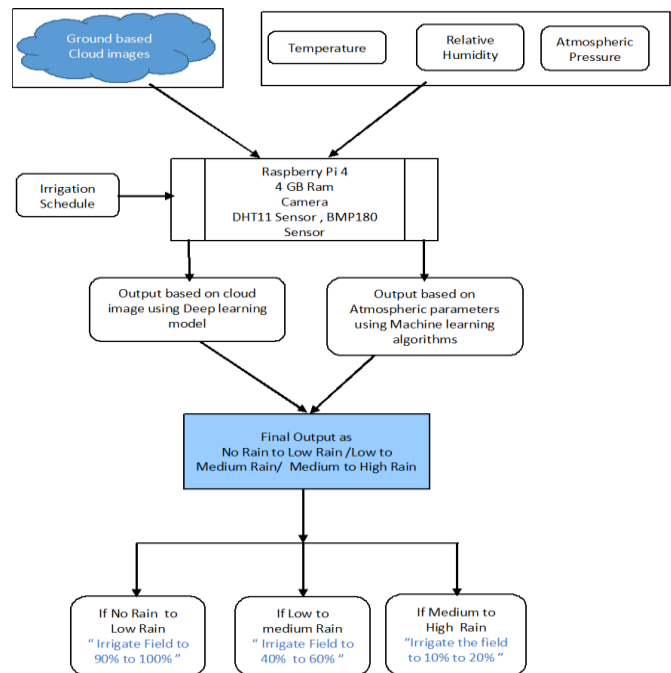 Ground based
Cloud images
Temperature
Relative
Humidity
Atmospheric
Pressure
Irrigation
Schedule
Raspberry Pi 4
4 GB Ram
Camera
DHT11 Sensor , BMP180
Sensor
Output based on cloud
image using Deep learning
model
Output based on
Atmospheric parameters
using Machine learning
algorithms
Final Output as
No Rain to Low Rain /Low to
Medium Rain/ Medium to High Rain
If No Rain to
Low Rain
“ Irrigate Field to
90% to 100% ”
If Low to
medium Rain
“ Irrigate Field to
40% to 60% ”
If Medium to
High Rain
“Irrigate the field
to 10% to 20% ”